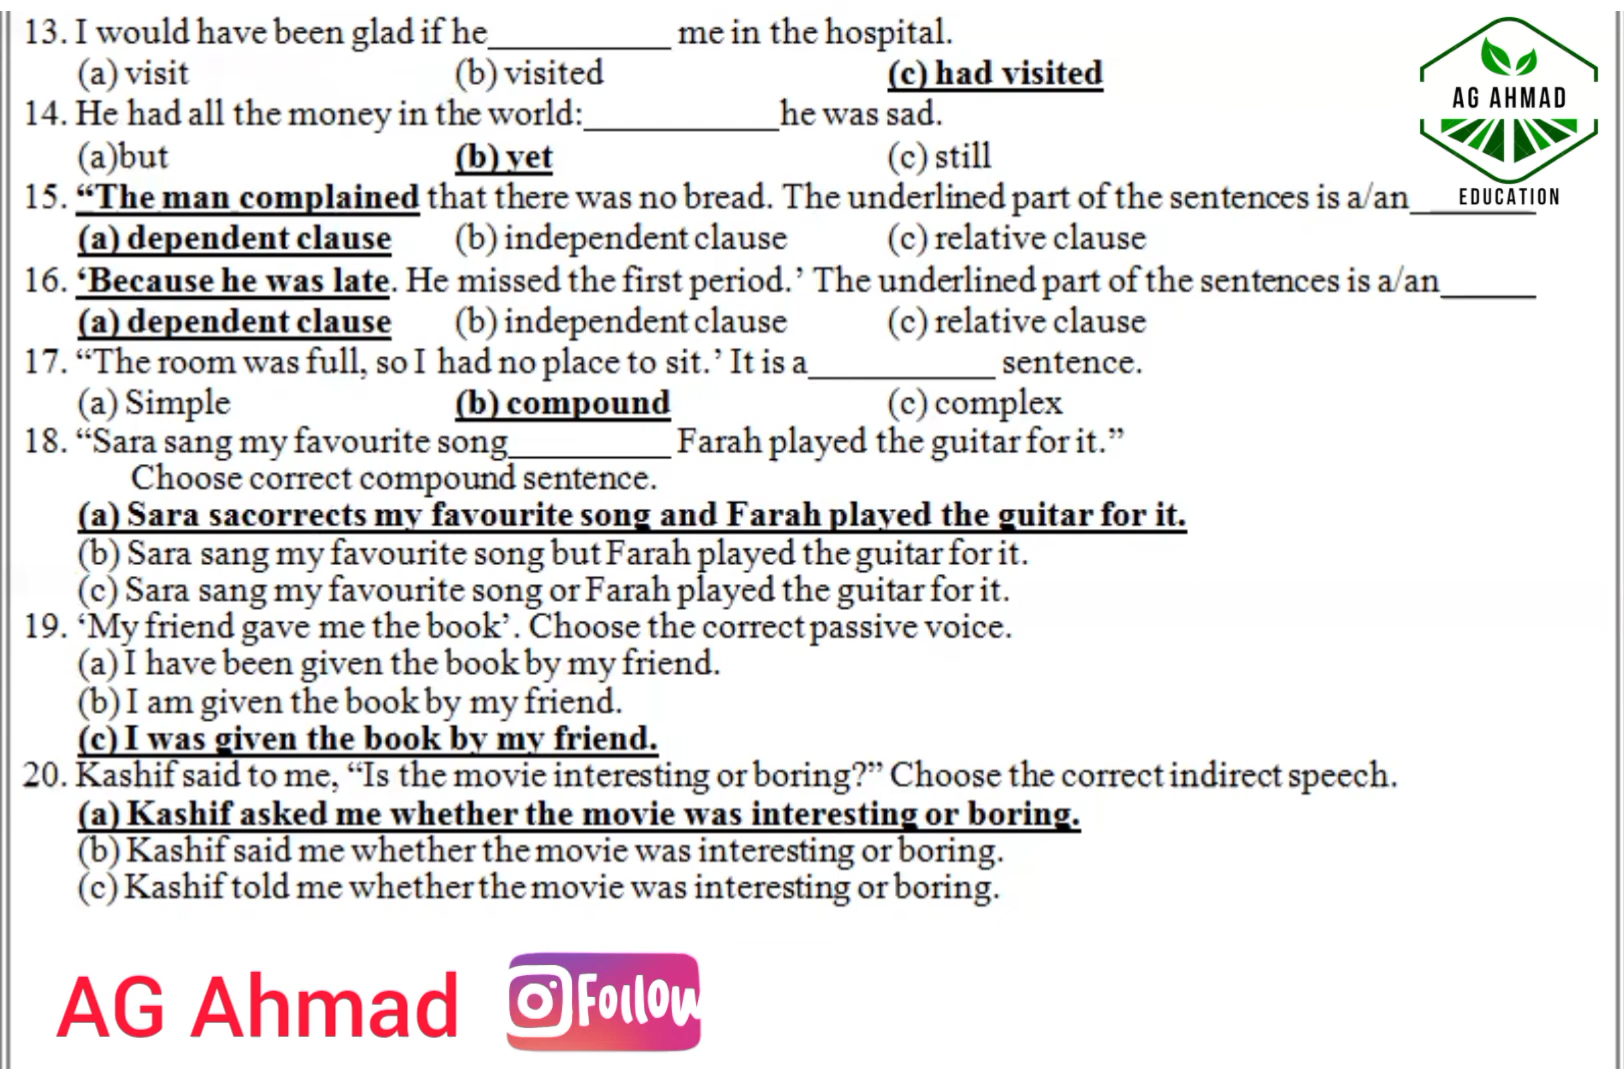 13. I would have been glad if he__________ me in the hospital.
(a) visit (b) visited (c) had visited
14. He had all the money in the world:__________he was sad.
(a)but (b) yet (c) still
15. “The man complained that there was no bread. The underlined part of the sentences is a/an______
(a) dependent clause (b) independent clause (c) relative clause
16. ‘Because he was late. He missed the first period.’ The underlined part of the sentences is a/an_____
(a) dependent clause (b) independent clause (c) relative clause
17. “The room was full, so I had no place to sit.’ It is a__________ sentence.
(a) Simple (b) compound (c) complex
18. “Sara sang my favourite song_________ Farah played the guitar for it.”
Choose correct compound sentence.
(a) Sara sacorrects my favourite song and Farah played the guitar for it.
(b) Sara sang my favourite song but Farah played the guitar for it.
(c) Sara sang my favourite song or Farah played the guitar for it.
19. ‘My friend gave me the book’. Choose the correct passive voice.
(a) I have been given the book by my friend.
(b) I am given the book by my friend.
(c) I was given the book by my friend.
20. Kashif said to me, “Is the movie interesting or boring?” Choose the correct indirect speech.
(a) Kashif asked me whether the movie was interesting or boring.
(b) Kashif said me whether the movie was interesting or boring.
(c) Kashif told me whether the movie was interesting or boring.
AG AHMAD
EDUCATION
AG Ahmad
Follow